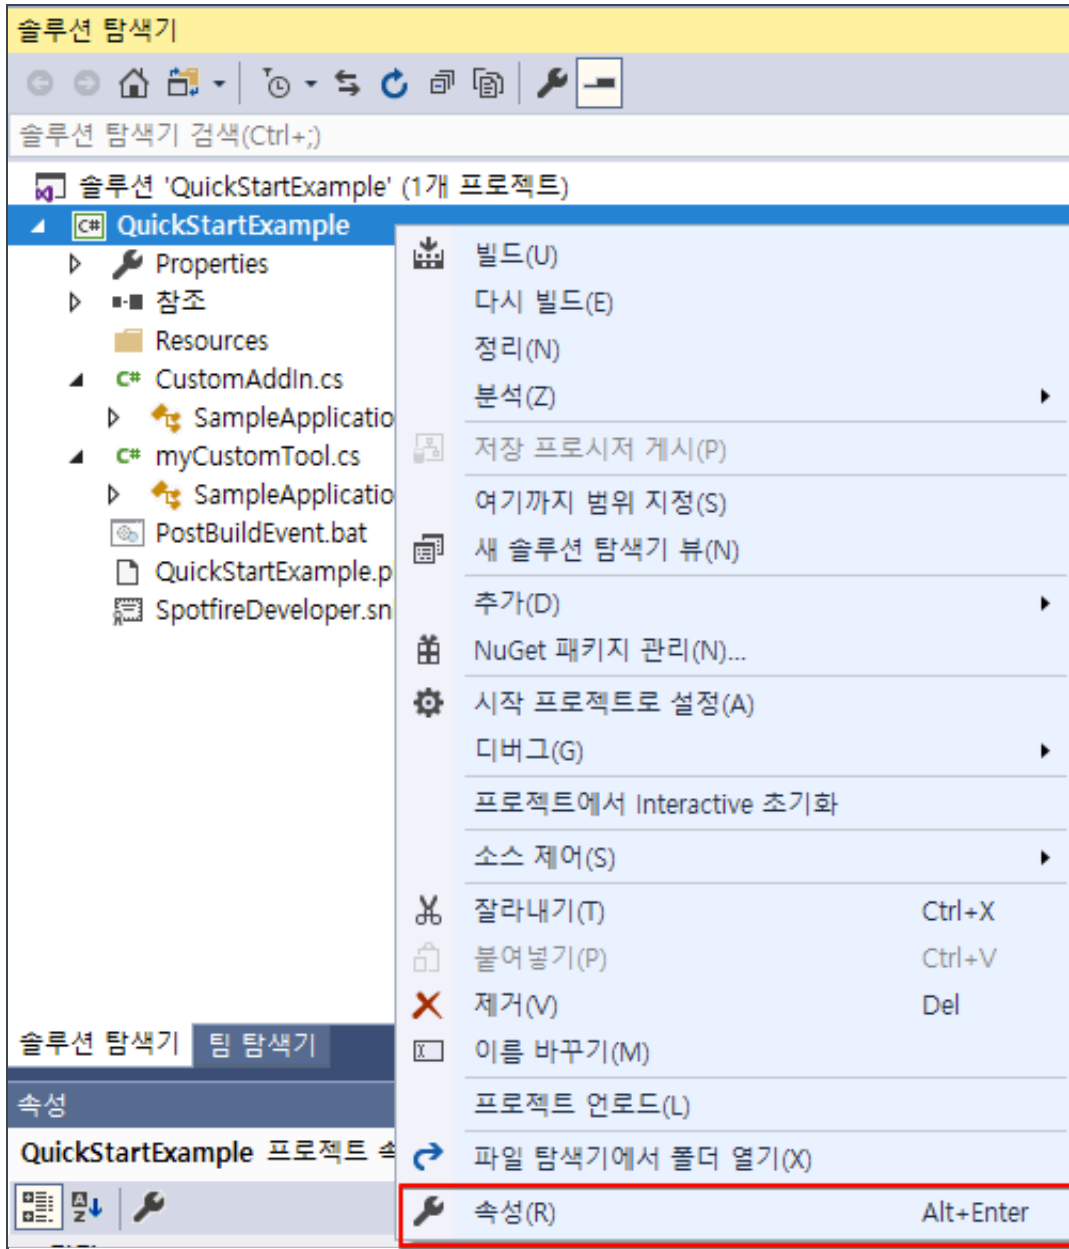 솔루션 탐색기
솔루션 탐색기 검색(Ctrl+;)
솔루션 'QuickStartExample' (1개 프로젝트)
C# QuickStartExample
Properties
참조
Resources
C# CustomAddIn.cs
SampleApplicatio
C# myCustomTool.cs
SampleApplicatio
PostBuildEvent.bat
QuickStartExample.p
SpotfireDeveloper.sn
빌드(U)
다시 빌드(E)
정리(N)
분석(Z)
저장 프로시저 게시(P)
여기까지 범위 지정(S)
새 솔루션 탐색기 뷰(N)
추가(D)
NuGet 패키지 관리(N)...
시작 프로젝트로 설정(A)
디버그(G)
프로젝트에서 Interactive 초기화
소스 제어(S)
잘라내기(T) Ctrl+X
붙여넣기(P) Ctrl+V
제거(V) Del
이름 바꾸기(M)
프로젝트 언로드(L)
파일 탐색기에서 폴더 열기(X)
속성(R) Alt+Enter
솔루션 탐색기 팀 탐색기
속성
QuickStartExample 프로젝트 속